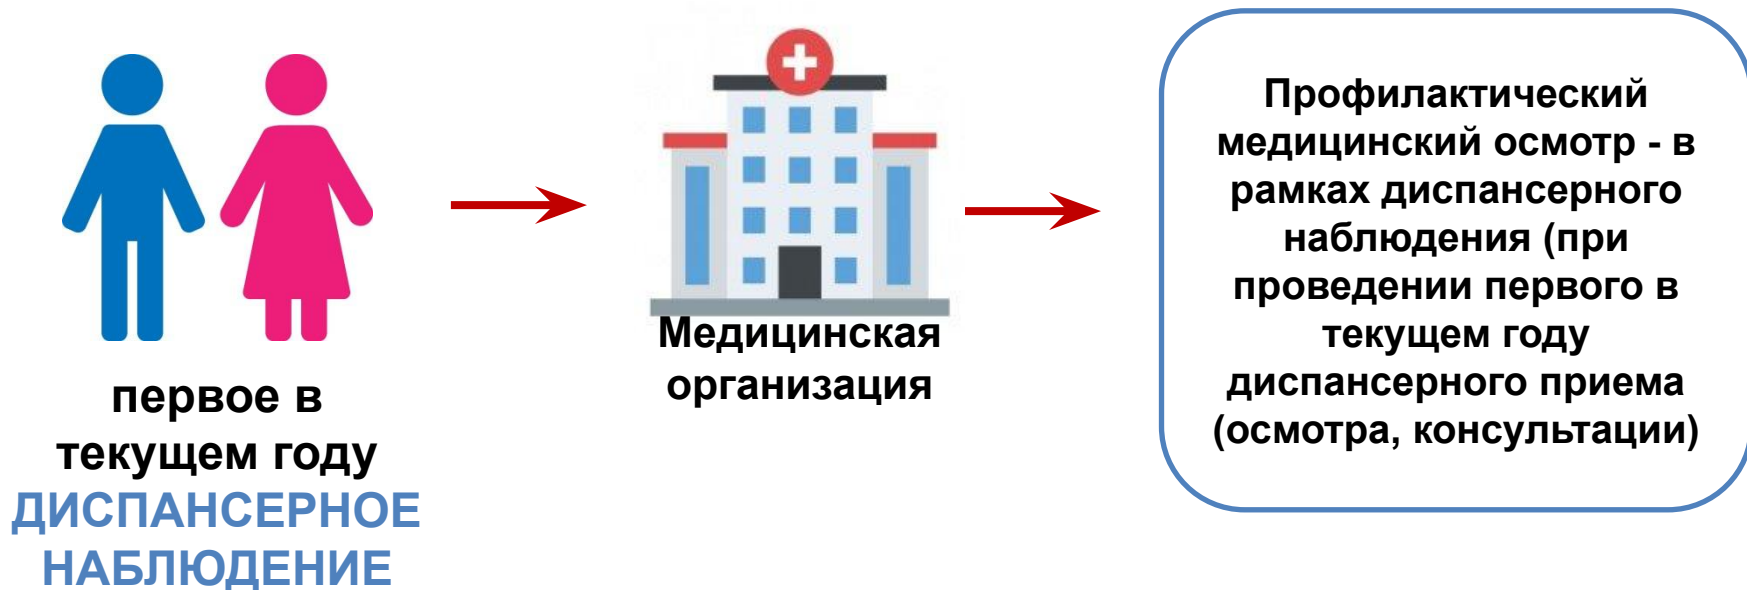 первое в
текущем году
ДИСПАНСЕРНОЕ
НАБЛЮДЕНИЕ
Медицинская
организация
Профилактический
медицинский осмотр - в
рамках диспансерного
наблюдения (при
проведении первого в
текущем году
диспансерного приема
(осмотра, консультации)